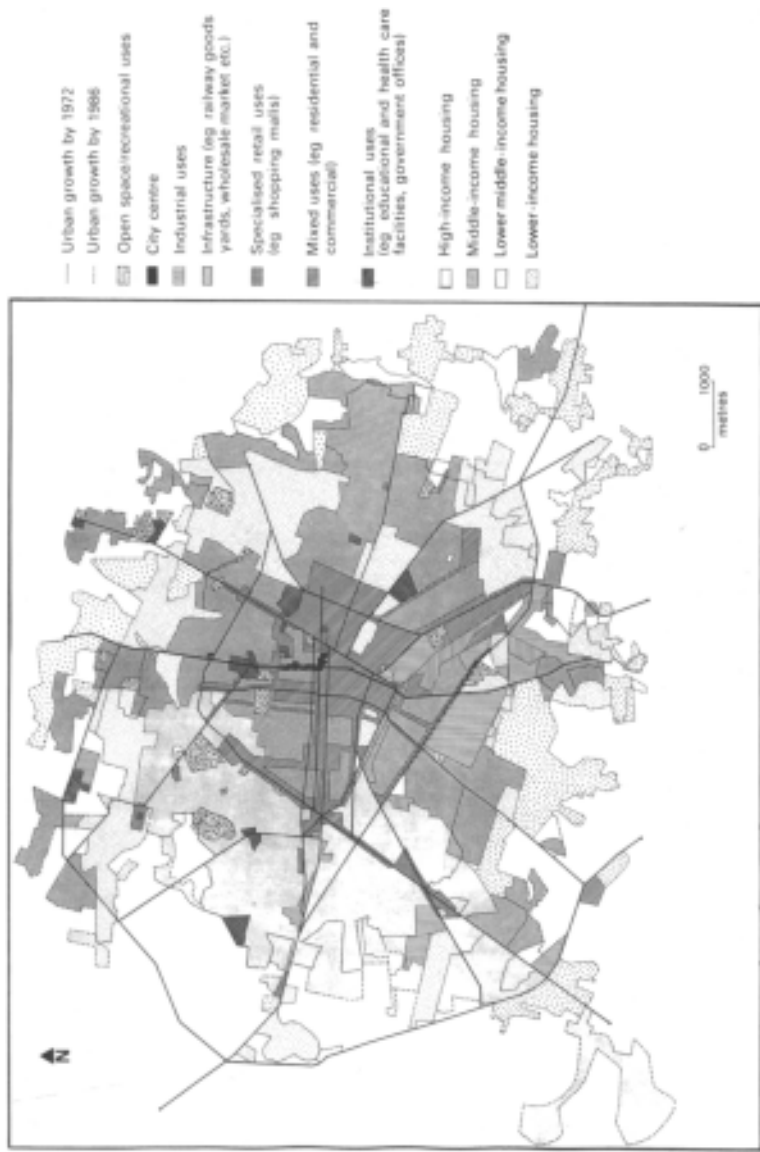 Urban growth by 1972
Urban growth by 1986
Open space/recreational uses
City centre
Industrial uses
Infrastructure (eg railway goods
yards, wholesale market etc.)
Specialised retail uses
(eg shopping malls)
Mixed uses (eg residential and
commercial)
Institutional uses
(eg educational and health care
facilities, government offices)
High-income housing
Middle-income housing
Lower middle-income housing
Lower-income housing
N
0 1000
metres